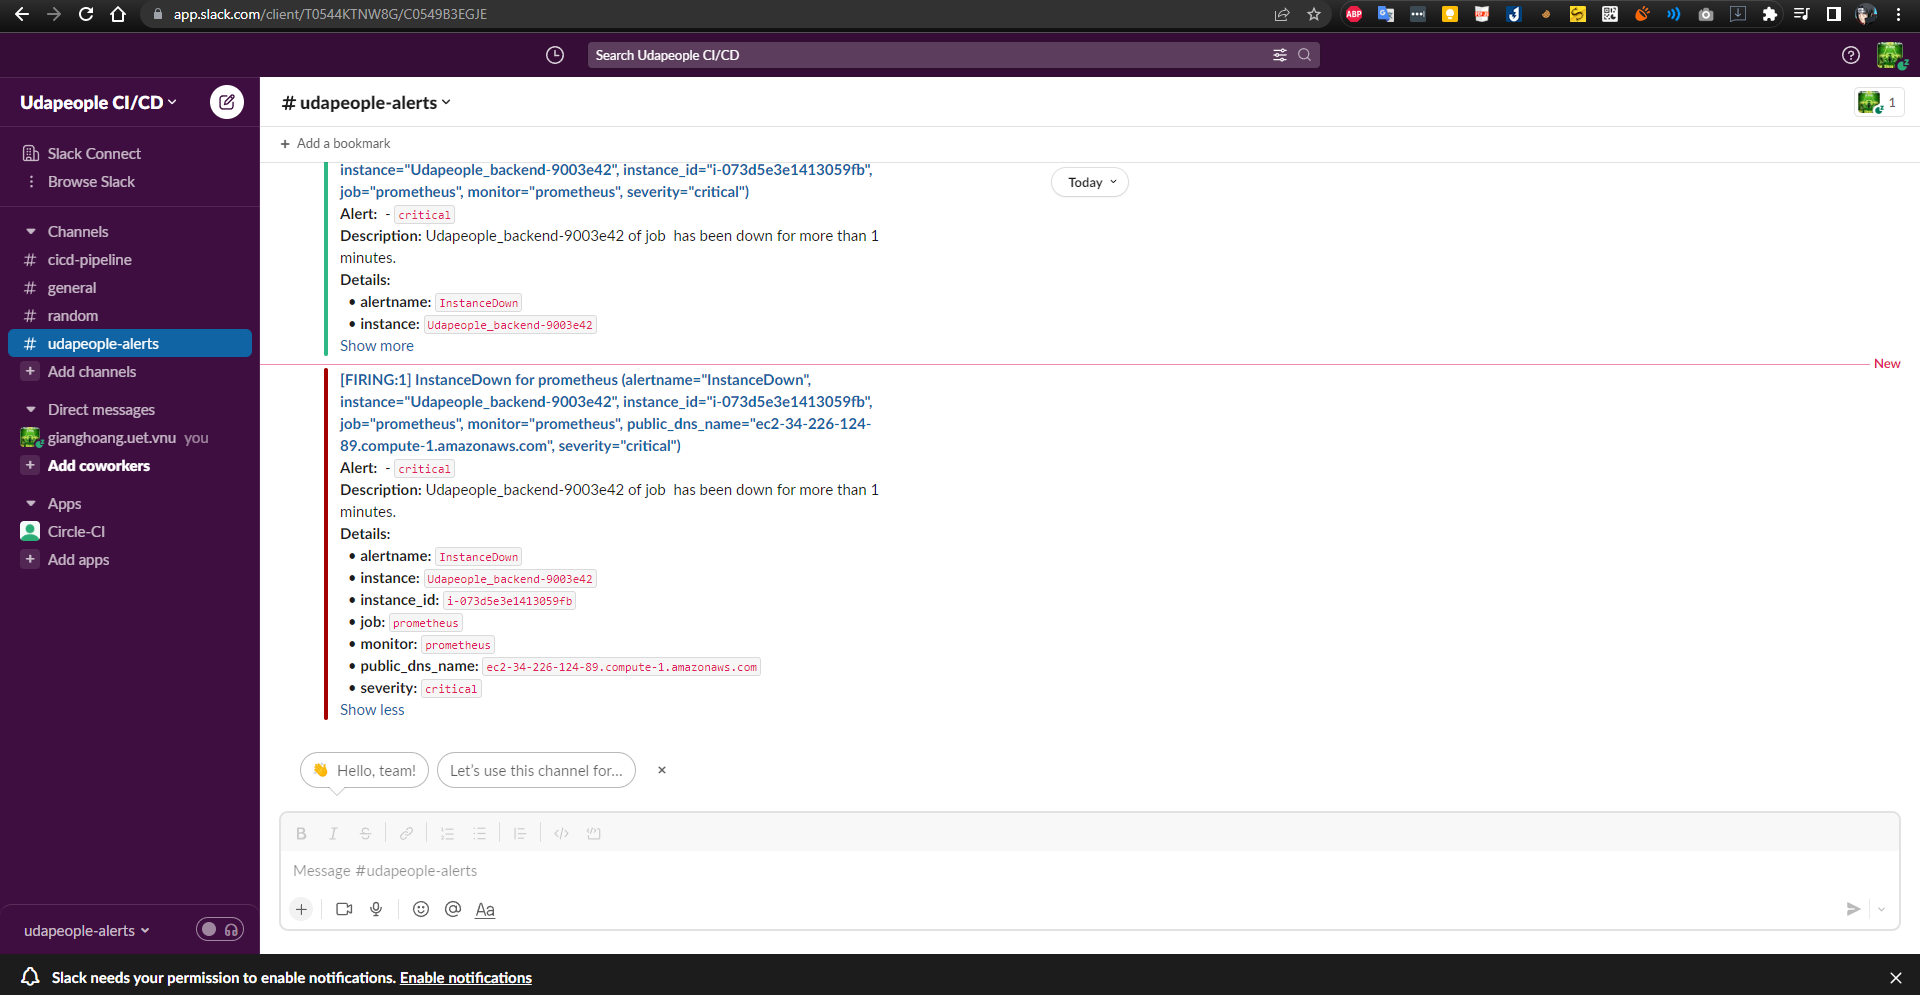 app.slack.com/client/T0544KTNW8G/C0549B3EGJE
Search Udapeople CI/CD
Udapeople CI/CD
Slack Connect
Browse Slack
Channels
# cicd-pipeline
# general
# random
# udapeople-alerts
+ Add channels
Direct messages
gianghoang.uet.vnu you
+ Add coworkers
Apps
Circle-CI
+ Add apps
udapeople-alerts
# udapeople-alerts
1
+ Add a bookmark
Today
instance="Udapeople_backend-9003e42", instance_id="i-073d5e3e1413059fb",
job="prometheus", monitor="prometheus", severity="critical")
Alert: - critical
Description: Udapeople_backend-9003e42 of job has been down for more than 1
minutes.
Details:
• alertname: InstanceDown
• instance: Udapeople_backend-9003e42
Show more
New
[FIRING:1] InstanceDown for prometheus (alertname="InstanceDown",
instance="Udapeople_backend-9003e42", instance_id="i-073d5e3e1413059fb",
job="prometheus", monitor="prometheus", public_dns_name="ec2-34-226-124-
89.compute-1.amazonaws.com", severity="critical")
Alert: - critical
Description: Udapeople_backend-9003e42 of job has been down for more than 1
minutes.
Details:
• alertname: InstanceDown
• instance: Udapeople_backend-9003e42
• instance_id: i-073d5e3e1413059fb
• job: prometheus
• monitor: prometheus
• public_dns_name: ec2-34-226-124-89.compute-1.amazonaws.com
• severity: critical
Show less
👋 Hello, team!
Let's use this channel for...
Message #udapeople-alerts
Aa
Slack needs your permission to enable notifications. Enable notifications